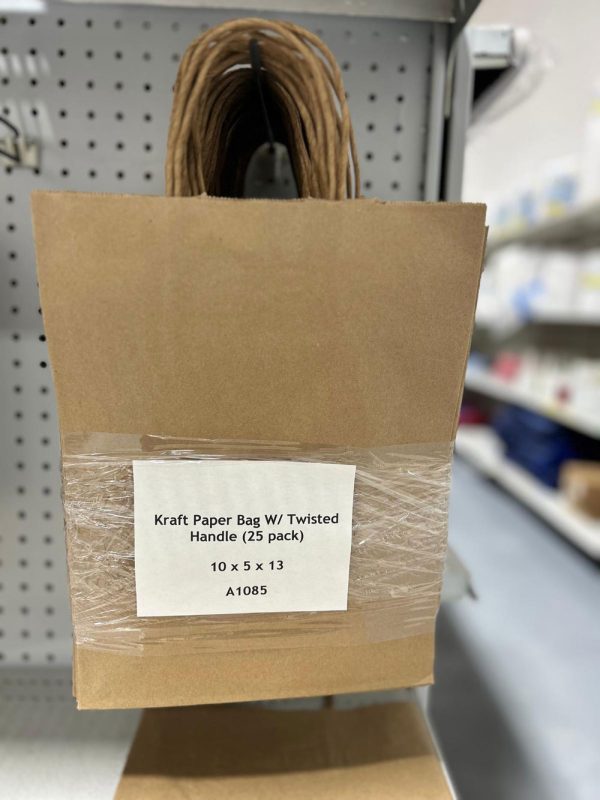 Kraft Paper Bag W/ Twisted
Handle (25 pack)
10 x 5 x 13
A1085